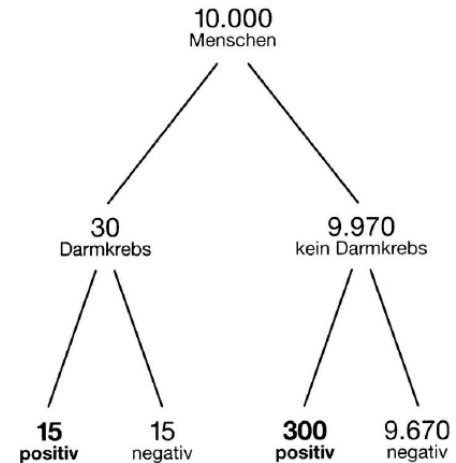 10.000
Menschen
30
Darmkrebs
9.970
kein Darmkrebs
15
positiv
15
negativ
300
positiv
9.670
negativ